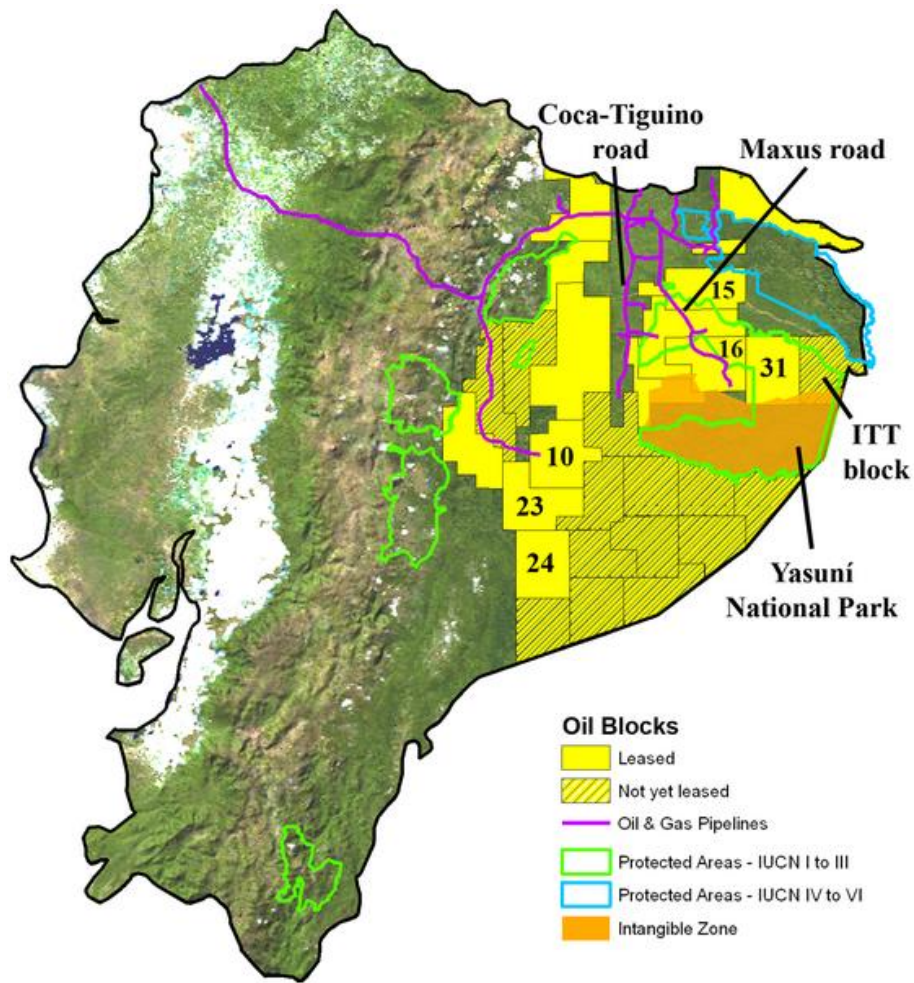 Coca-Tiguino
road
Maxus road
15
16
31
ITT
block
10
23
24
Yasuní
National Park
Oil Blocks
Leased
Not yet leased
Oil & Gas Pipelines
Protected Areas - IUCN I to III
Protected Areas - IUCN IV to VI
Intangible Zone